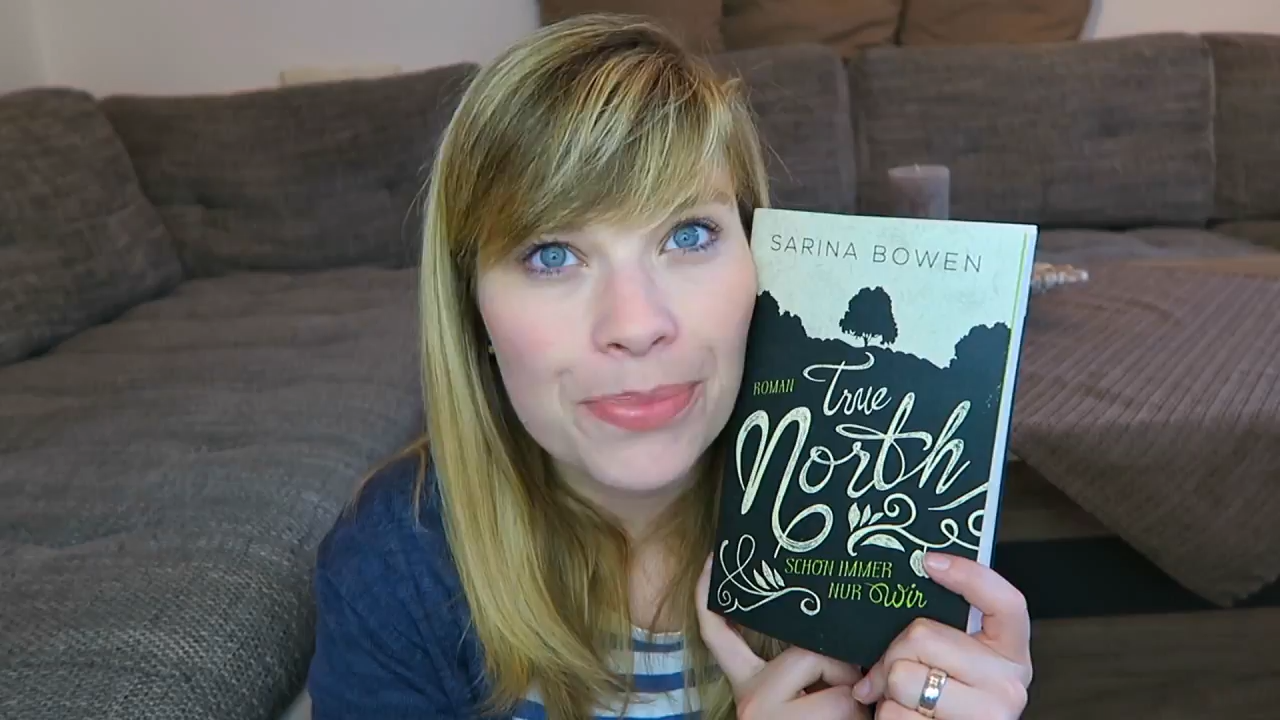 SARINA BOWEN
ROMAN
True
North
SCHON IMMER
NUR Wir